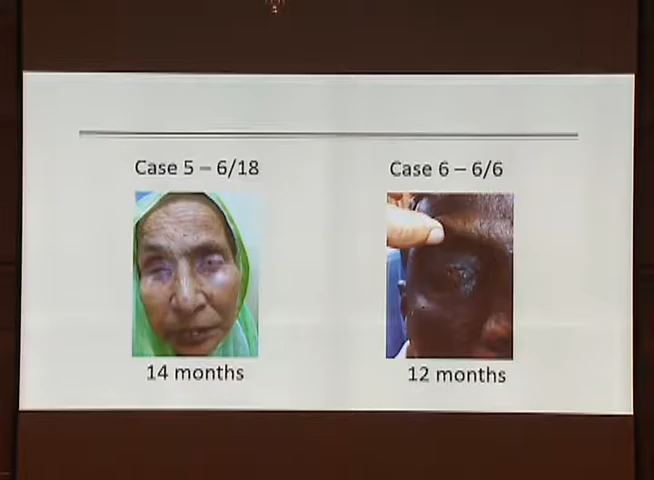 Case 5 – 6/18
Case 6 – 6/6
14 months
12 months